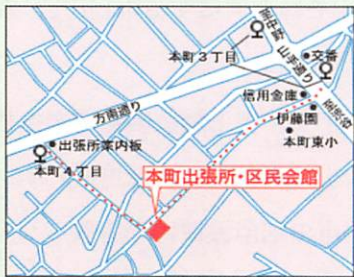 本町3丁目
山手通り
交番
信用金庫
方南通り
伊藤園
本町東小
出張所案内板
本町4丁目
本町出張所・区民会館